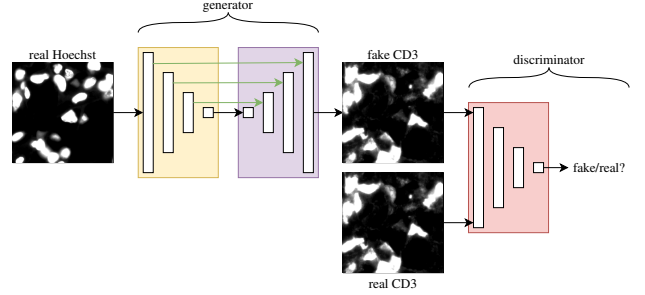 generator
real Hoechst
fake CD3
discriminator
fake/real?
real CD3